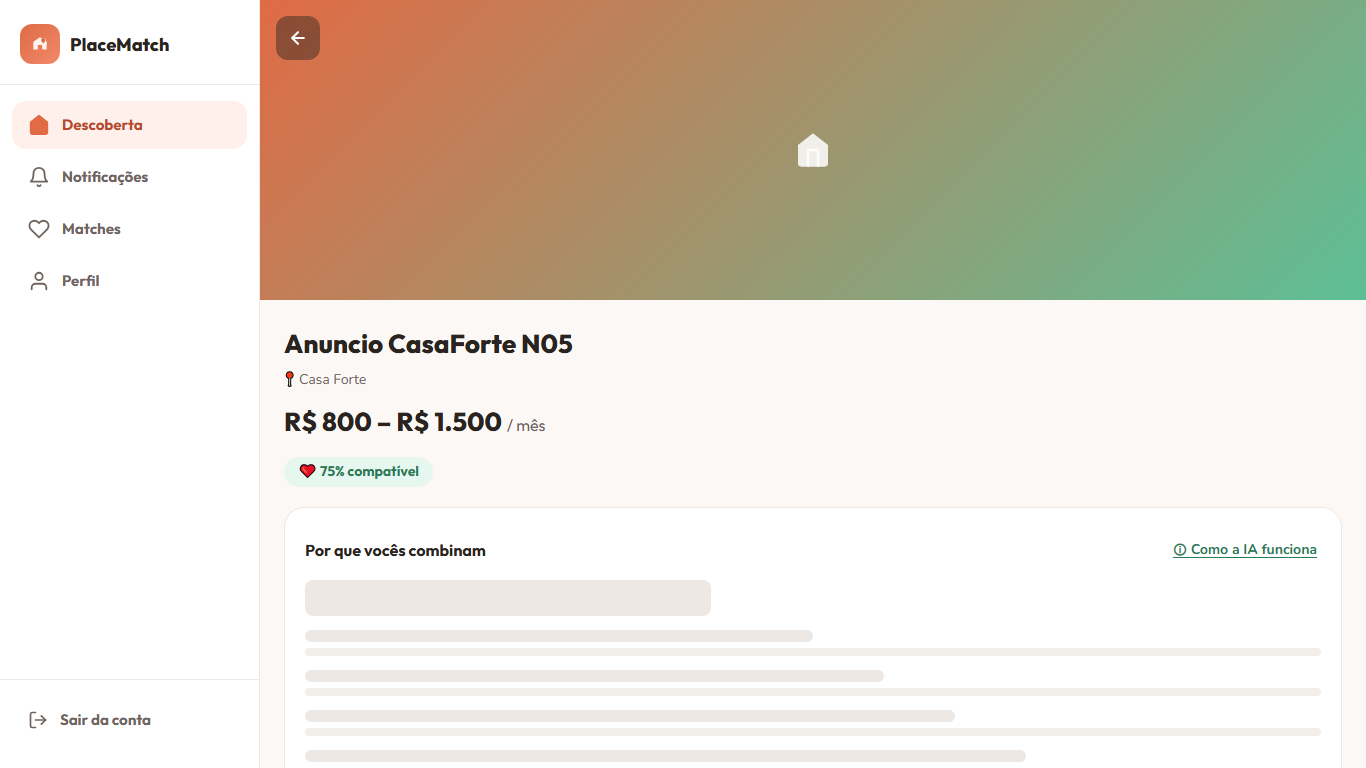 PlaceMatch
Descoberta
Notificações
Matches
Perfil
Sair da conta
Anuncio CasaForte N05
Casa Forte
R$ 800 – R$ 1.500 / mês
75% compatível
Por que vocês combinam
Como a IA funciona